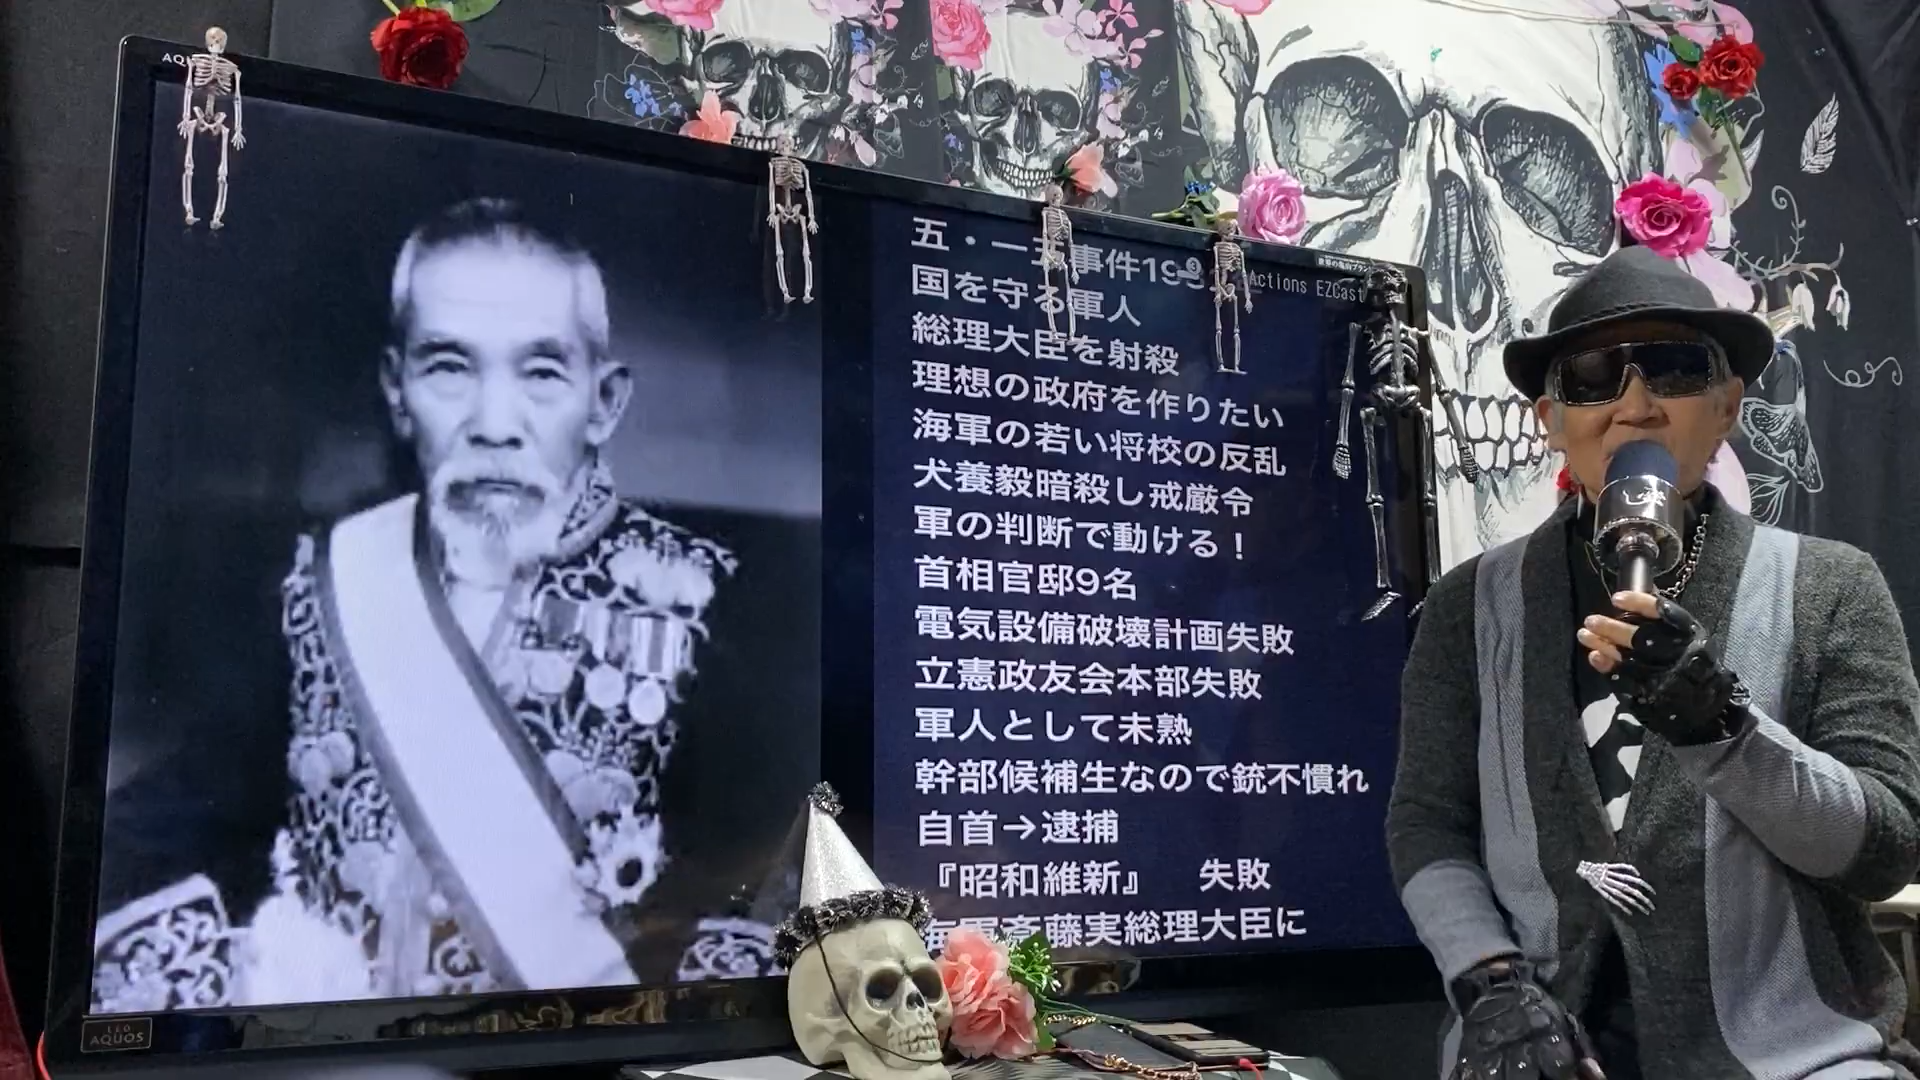 五・一五事件19
国を守る軍人
総理大臣を射殺
理想の政府を作りたい
海軍の若い将校の反乱
犬養毅暗殺し戒厳令
軍の判断で動ける！
首相官邸9名
電気設備破壊計画失敗
立憲政友会本部失敗
軍人として未熟
幹部候補生なので銃不慣れ
自首→逮捕
『昭和維新』 失敗
海軍斎藤実総理大臣に
Actions EZCast
LED
AQUOS